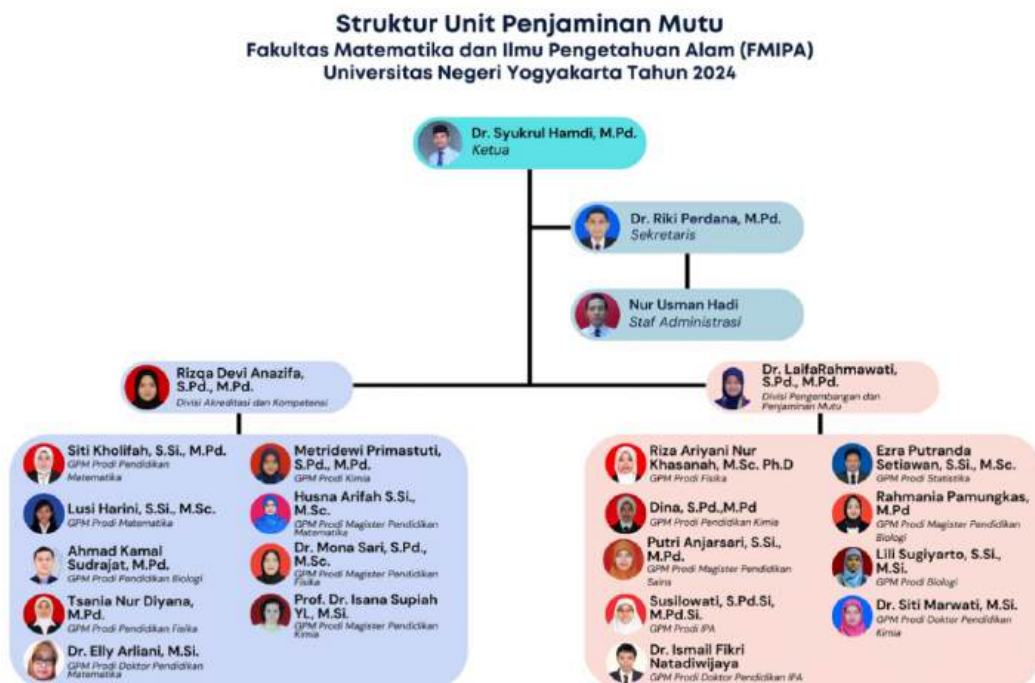 Struktur Unit Penjaminan Mutu
Fakultas Matematika dan Ilmu Pengetahuan Alam (FMIPA)
Universitas Negeri Yogyakarta Tahun 2024
Dr. Syukrul Hamdi, M.Pd.
Ketua
Dr. Riki Perdana, M.Pd.
Sekretaris
Nur Usman Hadi
Staf Administrasi
Rizqa Devi Anazifa,
S.Pd., M.Pd.
Divisi Akreditasi dan Kompetensi
Dr. LaifaRahmawati,
S.Pd., M.Pd.
Divisi Pengembangan dan
Penjaminan Mutu
Siti Kholifah, S.Si., M.Pd.
GPM Prodi Pendidikan
Matematika
Lusi Harini, S.Si., M.Sc.
GPM Prodi Matematika
Ahmad Kamal
Sudrajat, M.Pd.
GPM Prodi Pendidikan Biologi
Tsania Nur Diyana,
M.Pd.
GPM Prodi Pendidikan Fisika
Dr. Elly Arliani, M.Si.
GPM Prodi Doktor Pendidikan
Matematika
Metridewi Primastuti,
S.Pd., M.Pd.
GPM Prodi Kimia
Husna Arifah S.Si.,
M.Sc.
GPM Prodi Magister Pendidikan
Matematika
Dr. Mona Sari, S.Pd.,
M.Sc.
GPM Prodi Magister Pendidikan
Fisika
Prof. Dr. Isana Supiah
YL, M.Si.
GPM Prodi Magister Pendidikan
Kimia
Riza Ariyani Nur
Khasanah, M.Sc. Ph.D
GPM Prodi Fisika
Dina, S.Pd.,M.Pd
GPM Prodi Pendidikan Kimia
Putri Anjarsari, S.Si.,
M.Pd.
GPM Prodi Magister Pendidikan
Sains
Susilowati, S.Pd.Si,
M.Pd.Si.
GPM Prodi IPA
Dr. Ismail Fikri
Natadiwijaya
GPM Prodi Doktor Pendidikan IPA
Ezra Putranda
Setiawan, S.Si., M.Sc.
GPM Prodi Statistika
Rahmania Pamungkas,
M.Pd
GPM Prodi Magister Pendidikan
Biologi
Lili Sugiyarto, S.Si.,
M.Si.
GPM Prodi Biologi
Dr. Siti Marwati, M.Si.
GPM Prodi Doktor Pendidikan
Kimia